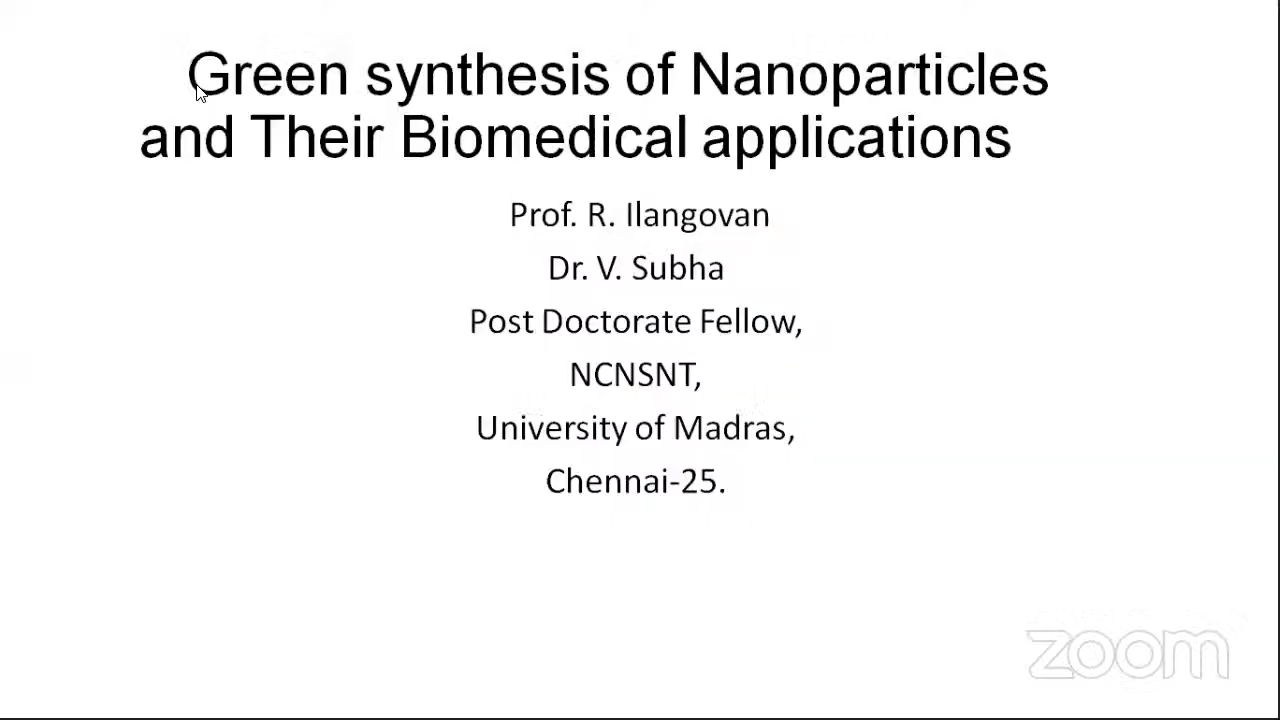 Green synthesis of Nanoparticles
and Their Biomedical applications
Prof. R. Ilangovan
Dr. V. Subha
Post Doctorate Fellow,
NCNSNT,
University of Madras,
Chennai-25.
zoom